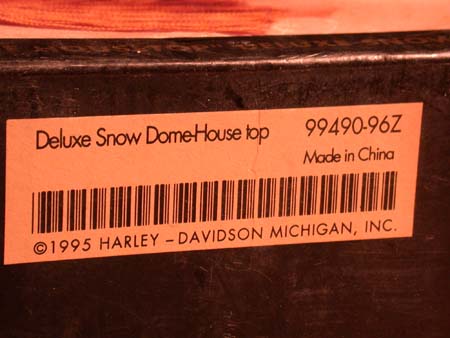 Deluxe Snow Dome-House top 99490-96Z
Made in China
©1995 HARLEY – DAVIDSON MICHIGAN, INC.